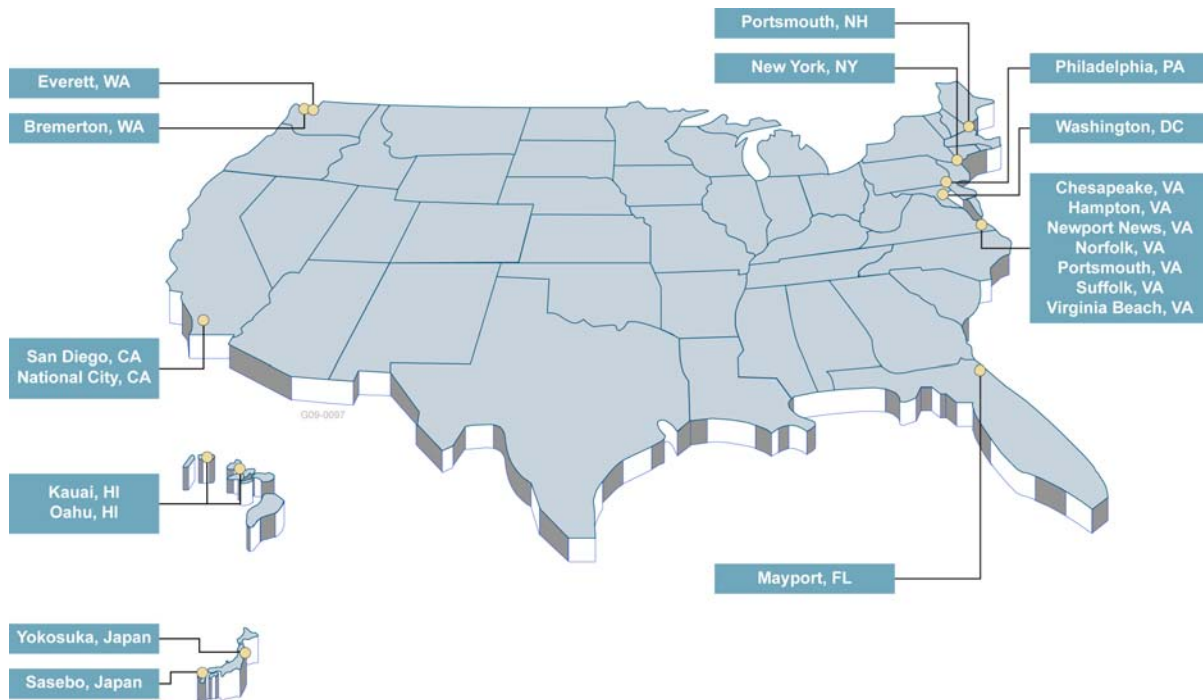 Portsmouth, NH
New York, NY
Philadelphia, PA
Everett, WA
Bremerton, WA
Washington, DC
Chesapeake, VA
Hampton, VA
Newport News, VA
Norfolk, VA
Portsmouth, VA
Suffolk, VA
Virginia Beach, VA
San Diego, CA
National City, CA
G09-0097
Kauai, HI
Oahu, HI
Mayport, FL
Yokosuka, Japan
Sasebo, Japan